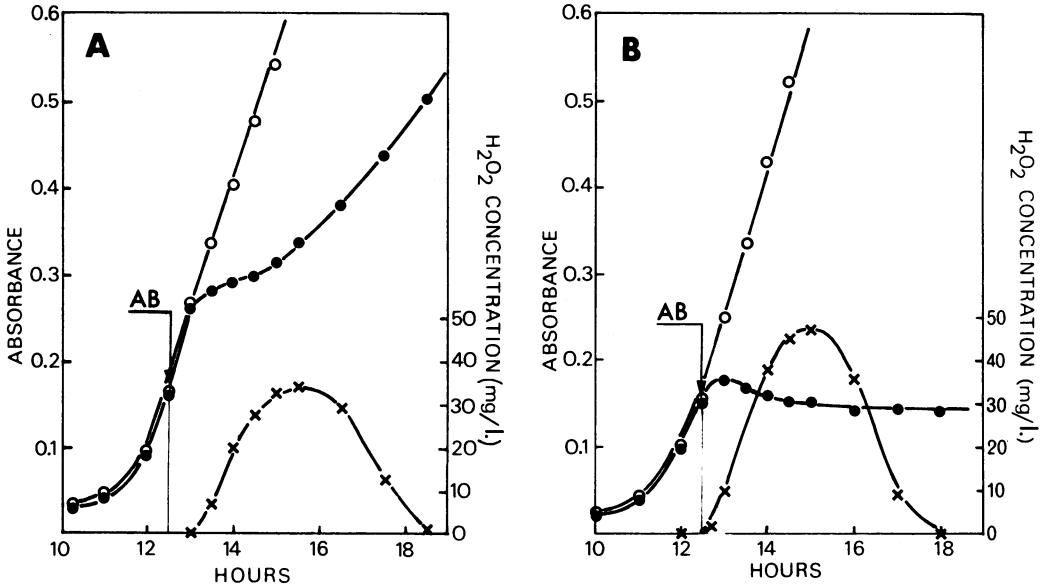 A
0.6
0.5
0.4
0.3
0.2
0.1
ABSORBANCE
AB
50
40
30
20
10
0
H2O2 CONCENTRATION (mg/l.)
10 12 14 16 18
HOURS
B
0.6
0.5
0.4
0.3
0.2
0.1
ABSORBANCE
AB
50
40
30
20
10
0
H2O2 CONCENTRATION (mg/l.)
10 12 14 16 18
HOURS